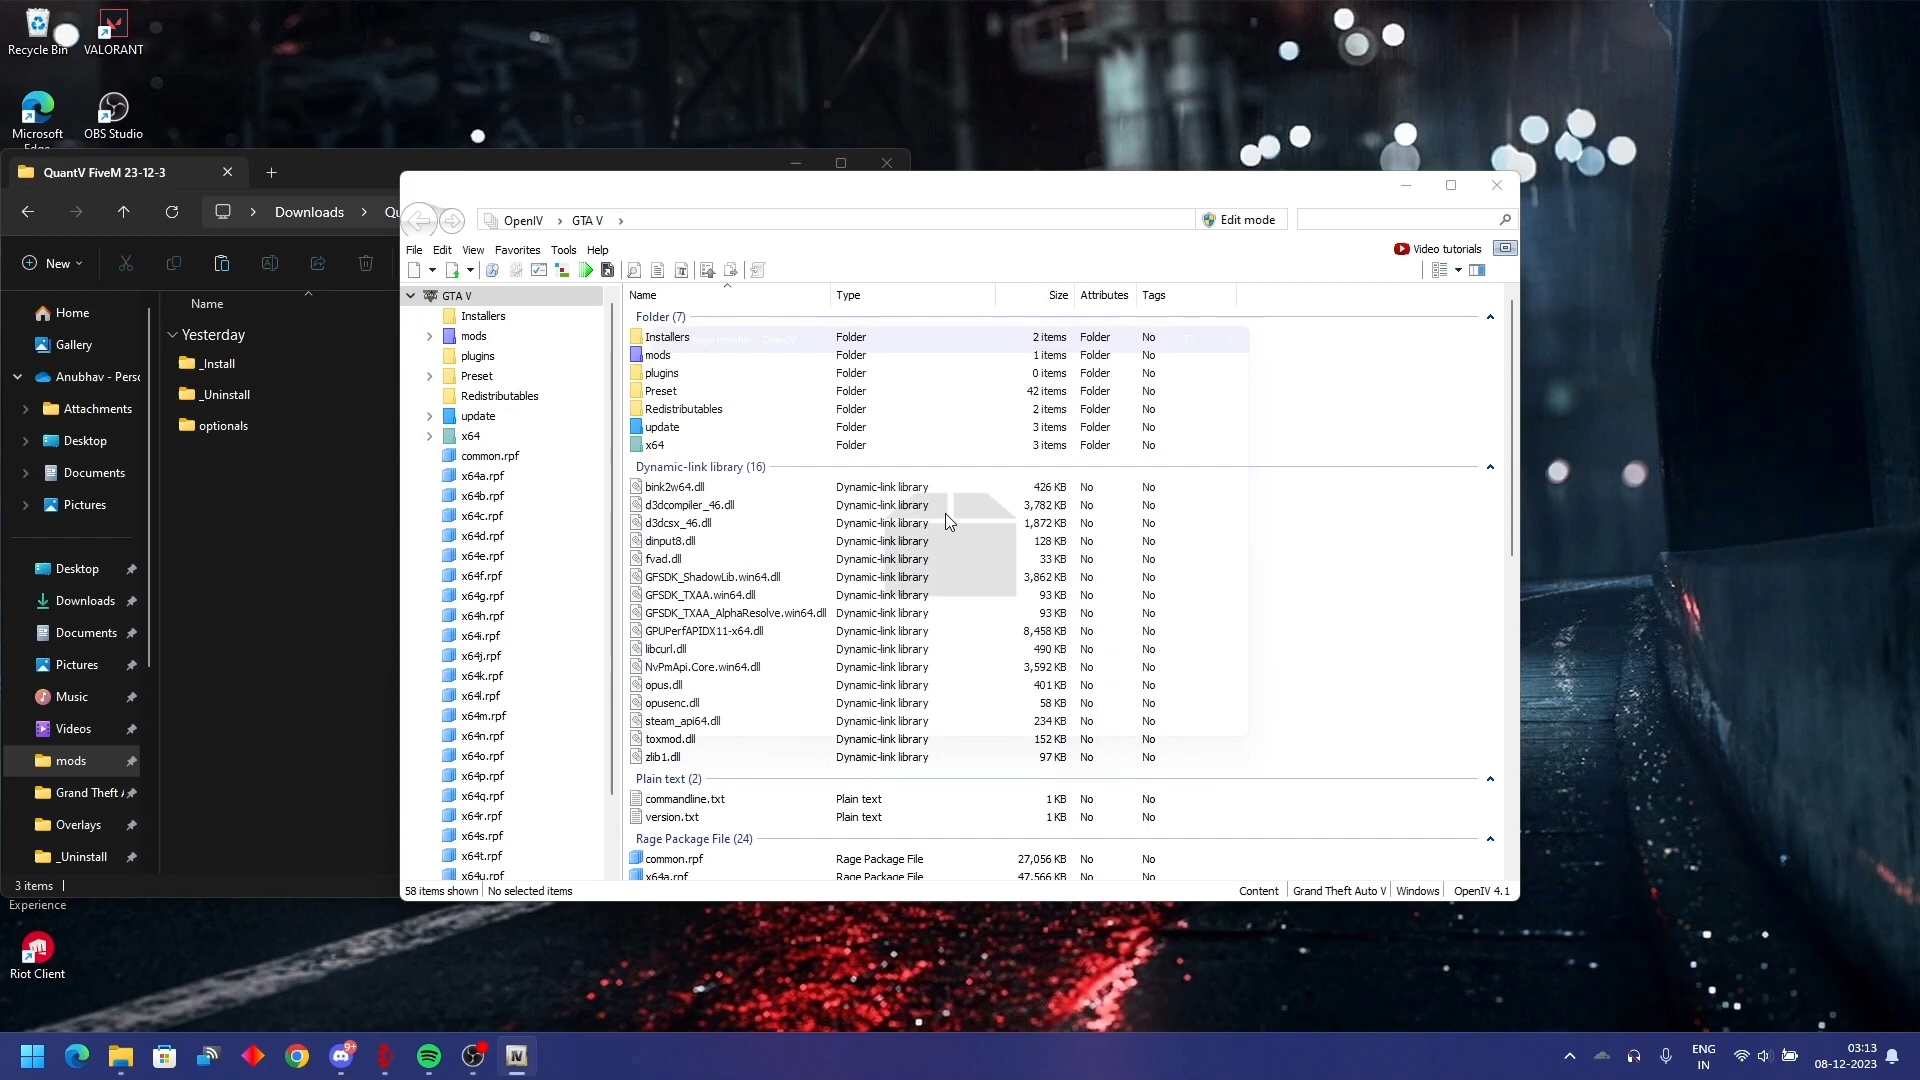 Recycle Bin
VALORANT
Microsoft
Edge
OBS Studio
QuantV FiveM 23-12-3
Downloads
Qu
New
Name
Home
Gallery
Anubhav - Perso
Attachments
Desktop
Documents
Pictures
Yesterday
_Install
_Uninstall
optionals
Desktop
Downloads
Documents
Pictures
Music
Videos
mods
Grand Theft A
Overlays
_Uninstall
3 items
OpenIV
GTA V
Edit mode
File Edit View Favorites Tools Help
Video tutorials
GTA V
Installers
mods
plugins
Preset
Redistributables
update
x64
common.rpf
x64a.rpf
x64b.rpf
x64c.rpf
x64d.rpf
x64e.rpf
x64f.rpf
x64g.rpf
x64h.rpf
x64i.rpf
x64j.rpf
x64k.rpf
x64l.rpf
x64m.rpf
x64n.rpf
x64o.rpf
x64p.rpf
x64q.rpf
x64r.rpf
x64s.rpf
x64t.rpf
x64u.rpf
Name Type Size Attributes Tags
Folder (7)
Installers Folder 2 items Folder No
mods Folder 1 items Folder No
plugins Folder 0 items Folder No
Preset Folder 42 items Folder No
Redistributables Folder 2 items Folder No
update Folder 3 items Folder No
x64 Folder 3 items Folder No
Dynamic-link library (16)
bink2w64.dll Dynamic-link library 426 KB No No
d3dcompiler_46.dll Dynamic-link library 3,782 KB No No
d3dcsx_46.dll Dynamic-link library 1,872 KB No No
dinput8.dll Dynamic-link library 128 KB No No
fvad.dll Dynamic-link library 33 KB No No
GFSDK_ShadowLib.win64.dll Dynamic-link library 3,862 KB No No
GFSDK_TXAA.win64.dll Dynamic-link library 93 KB No No
GFSDK_TXAA_AlphaResolve.win64.dll Dynamic-link library 93 KB No No
GPUPerfAPIDX11-x64.dll Dynamic-link library 8,458 KB No No
libcurl.dll Dynamic-link library 490 KB No No
NvPmApi.Core.win64.dll Dynamic-link library 3,592 KB No No
opus.dll Dynamic-link library 401 KB No No
opusenc.dll Dynamic-link library 58 KB No No
steam_api64.dll Dynamic-link library 234 KB No No
toxmod.dll Dynamic-link library 152 KB No No
zlib1.dll Dynamic-link library 97 KB No No
Plain text (2)
commandline.txt Plain text 1 KB No No
version.txt Plain text 1 KB No No
Rage Package File (24)
common.rpf Rage Package File 27,056 KB No No
x64a.rpf Rage Package File 47,566 KB No No
58 items shown No selected items
Content Grand Theft Auto V Windows OpenIV 4.1
Experience
Riot Client
9+
IV
ENG
IN
03:13
08-12-2023